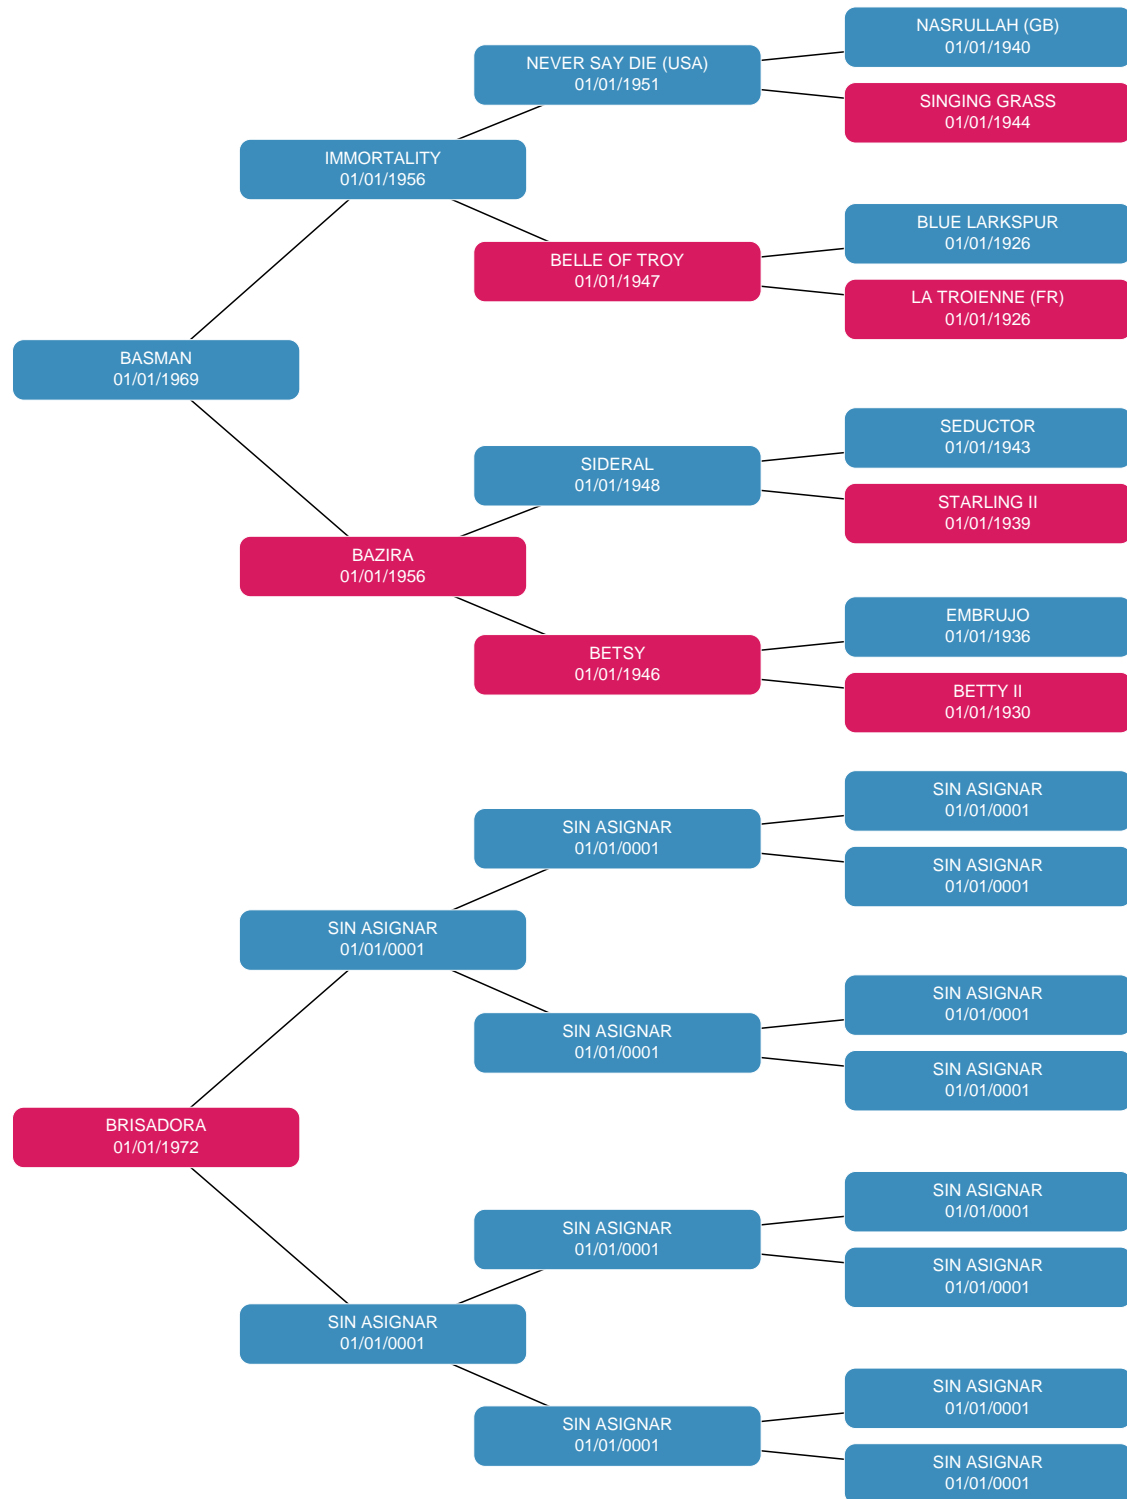 NASRULLAH (GB)
01/01/1940
NEVER SAY DIE (USA)
01/01/1951
SINGING GRASS
01/01/1944
IMMORTALITY
01/01/1956
BLUE LARKSPUR
01/01/1926
BELLE OF TROY
01/01/1947
LA TROIENNE (FR)
01/01/1926
BASMAN
01/01/1969
SEDUCTOR
01/01/1943
SIDERAL
01/01/1948
STARLING II
01/01/1939
BAZIRA
01/01/1956
EMBRUJO
01/01/1936
BETSY
01/01/1946
BETTY II
01/01/1930
SIN ASIGNAR
01/01/0001
SIN ASIGNAR
01/01/0001
SIN ASIGNAR
01/01/0001
SIN ASIGNAR
01/01/0001
SIN ASIGNAR
01/01/0001
SIN ASIGNAR
01/01/0001
SIN ASIGNAR
01/01/0001
BRISADORA
01/01/1972
SIN ASIGNAR
01/01/0001
SIN ASIGNAR
01/01/0001
SIN ASIGNAR
01/01/0001
SIN ASIGNAR
01/01/0001
SIN ASIGNAR
01/01/0001
SIN ASIGNAR
01/01/0001
SIN ASIGNAR
01/01/0001